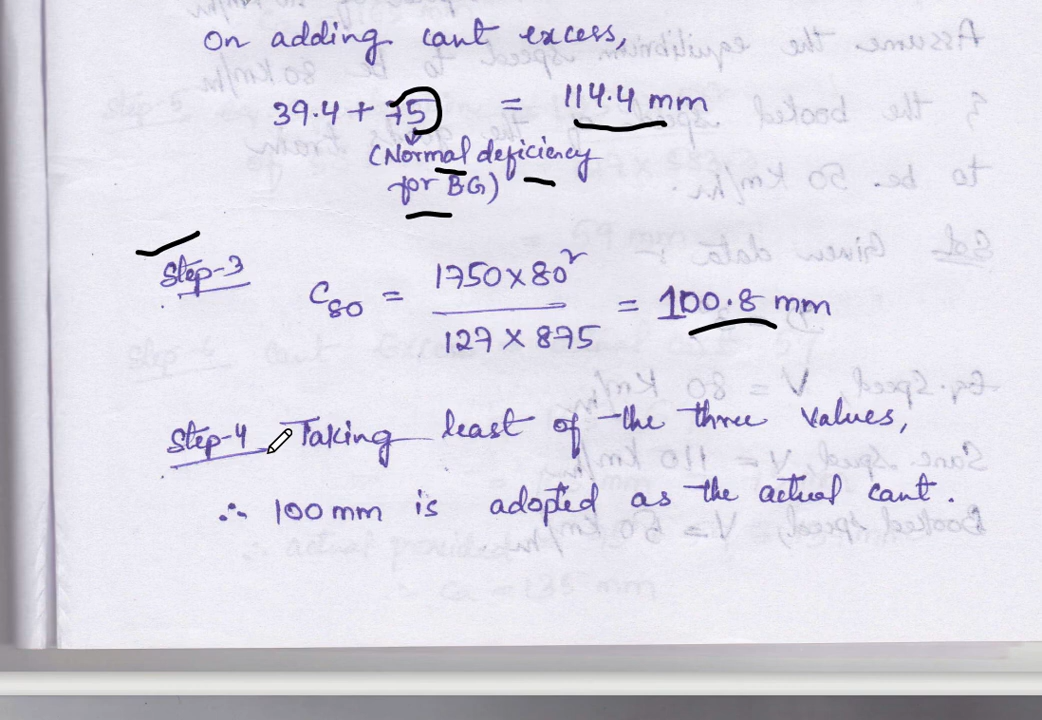 On adding cant excess,
39.4 + 75 = 114.4 mm
(Normal deficiency
for BG)
Step-3
C80 = 1750 x 80² / 127 x 875 = 100.8 mm
Step-4 Taking least of the three values,
∴ 100 mm is adopted as the actual cant.